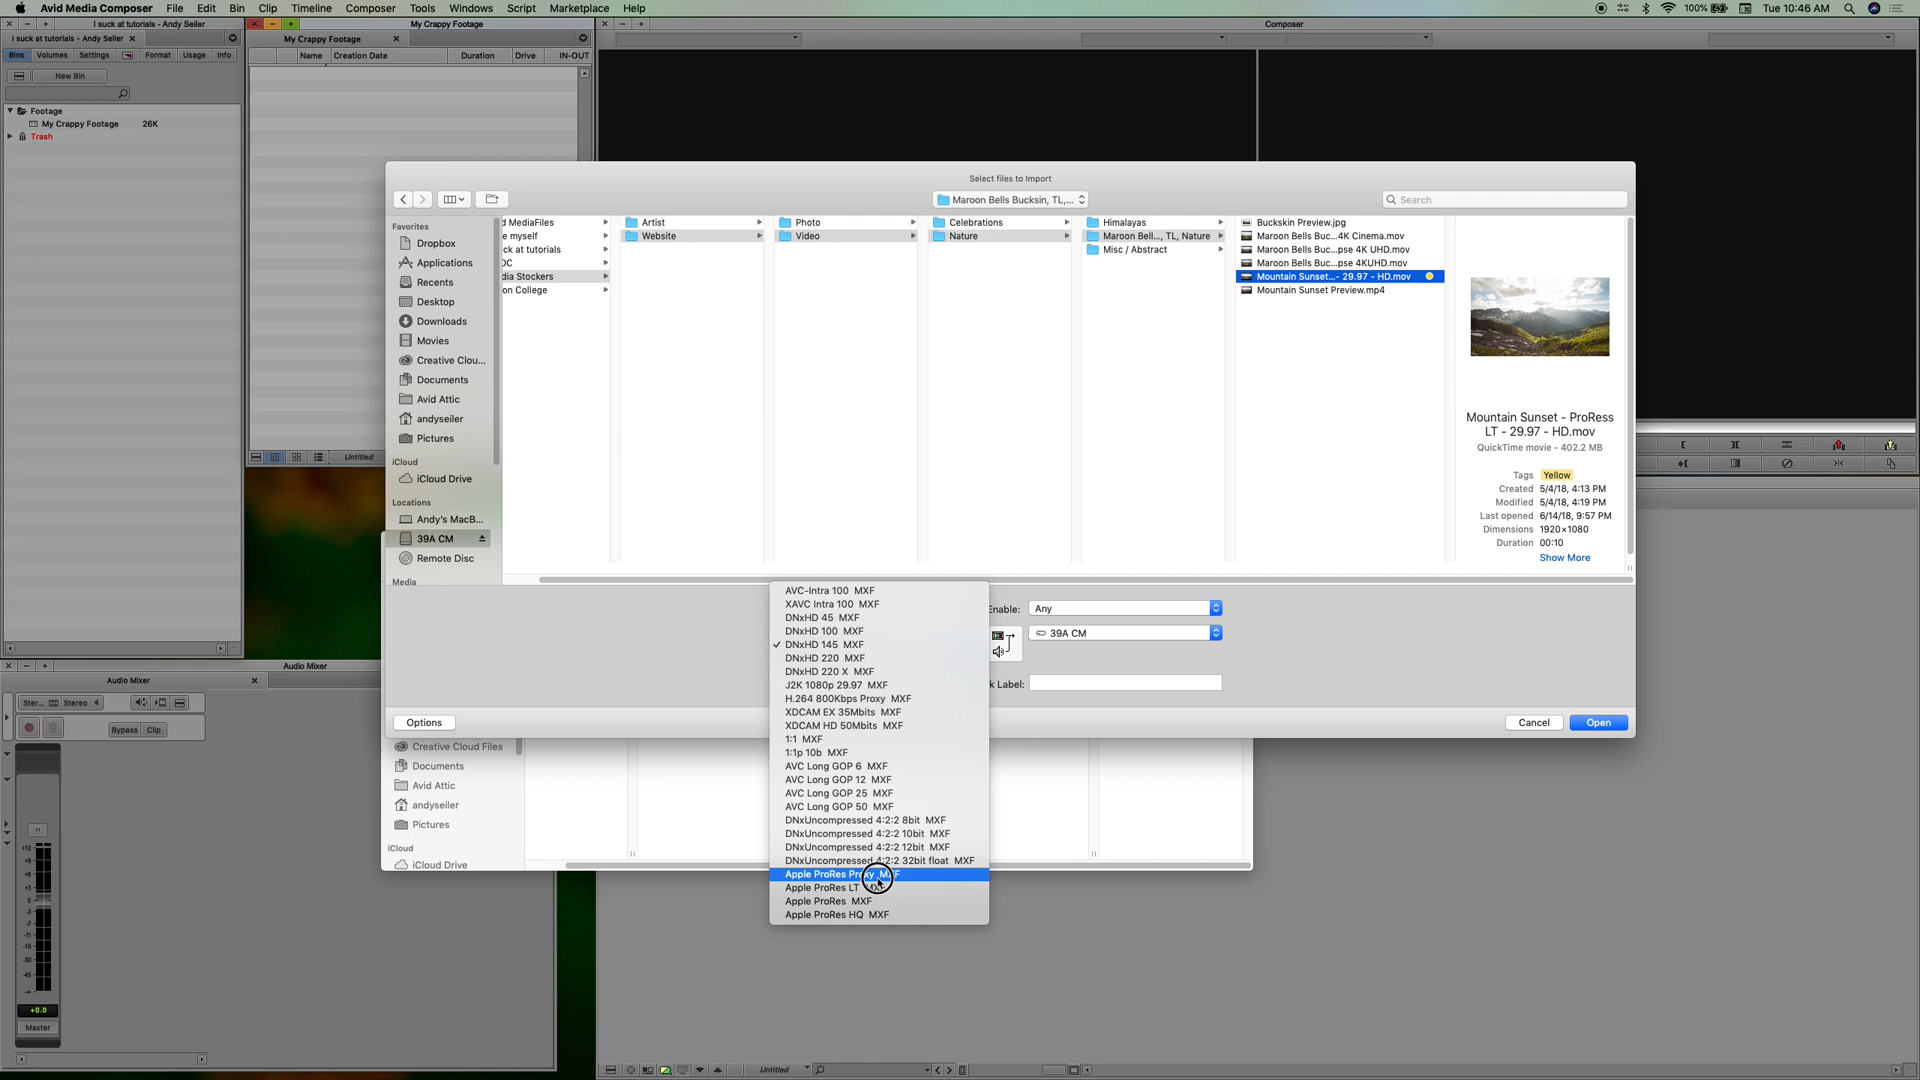 Avid Media Composer File Edit Bin Clip Timeline Composer Tools Windows Script Marketplace Help 100% Tue 10:46 AM
I suck at tutorials - Andy Seiler
My Crappy Footage
Composer
I suck at tutorials - Andy Seiler
My Crappy Footage
Bins Volumes Settings Format Usage Info
Name Creation Date Duration Drive IN-OUT
New Bin
Footage
My Crappy Footage 26K
Trash
Select files to Import
Maroon Bells Bucksin, TL,...
Search
Favorites
Dropbox
Applications
Recents
Desktop
Downloads
Movies
Creative Clou...
Documents
Avid Attic
andyseiler
Pictures
iCloud
iCloud Drive
Locations
Andy's MacB...
39A CM
Remote Disc
Media
d MediaFiles
e myself
ck at tutorials
OC
dia Stockers
on College
Artist
Website
Photo
Video
Celebrations
Nature
Himalayas
Maroon Bell..., TL, Nature
Misc / Abstract
Buckskin Preview.jpg
Maroon Bells Buc...4K Cinema.mov
Maroon Bells Buc...pse 4K UHD.mov
Maroon Bells Buc...pse 4KUHD.mov
Mountain Sunset...- 29.97 - HD.mov
Mountain Sunset Preview.mp4
Mountain Sunset - ProRess
LT - 29.97 - HD.mov
QuickTime movie - 402.2 MB
Tags Yellow
Created 5/4/18, 4:13 PM
Modified 5/4/18, 4:19 PM
Last opened 6/14/18, 9:57 PM
Dimensions 1920×1080
Duration 00:10
Show More
Untitled
AVC-Intra 100 MXF
XAVC Intra 100 MXF
DNxHD 45 MXF
DNxHD 100 MXF
DNxHD 145 MXF
DNxHD 220 MXF
DNxHD 220 X MXF
J2K 1080p 29.97 MXF
H.264 800Kbps Proxy MXF
XDCAM EX 35Mbits MXF
XDCAM HD 50Mbits MXF
1:1 MXF
1:1p 10b MXF
AVC Long GOP 6 MXF
AVC Long GOP 12 MXF
AVC Long GOP 25 MXF
AVC Long GOP 50 MXF
DNxUncompressed 4:2:2 8bit MXF
DNxUncompressed 4:2:2 10bit MXF
DNxUncompressed 4:2:2 12bit MXF
DNxUncompressed 4:2:2 32bit float MXF
Apple ProRes Proxy MXF
Apple ProRes LT MXF
Apple ProRes MXF
Apple ProRes HQ MXF
Enable: Any
39A CM
k Label:
Options
Cancel
Open
Creative Cloud Files
Documents
Avid Attic
andyseiler
Pictures
iCloud
iCloud Drive
Audio Mixer
Audio Mixer
Ster... Stereo
Bypass Clip
M
+0.0
Master
Untitled